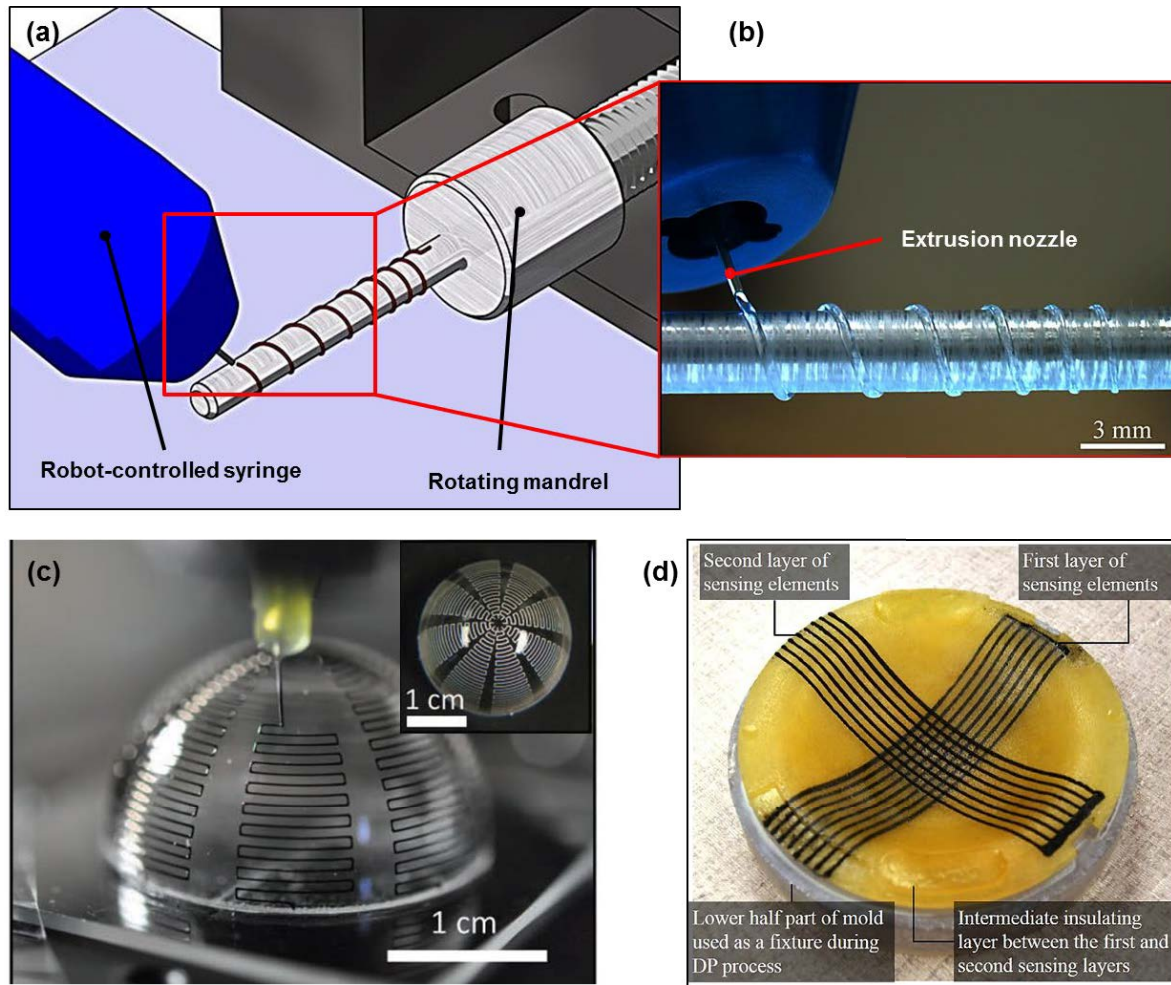 (a)
(b)
Extrusion nozzle
3 mm
Robot-controlled syringe
Rotating mandrel
(c)
1 cm
1 cm
(d)
Second layer of
sensing elements
First layer of
sensing elements
Lower half part of mold
used as a fixture during
DP process
Intermediate insulating
layer between the first and
second sensing layers